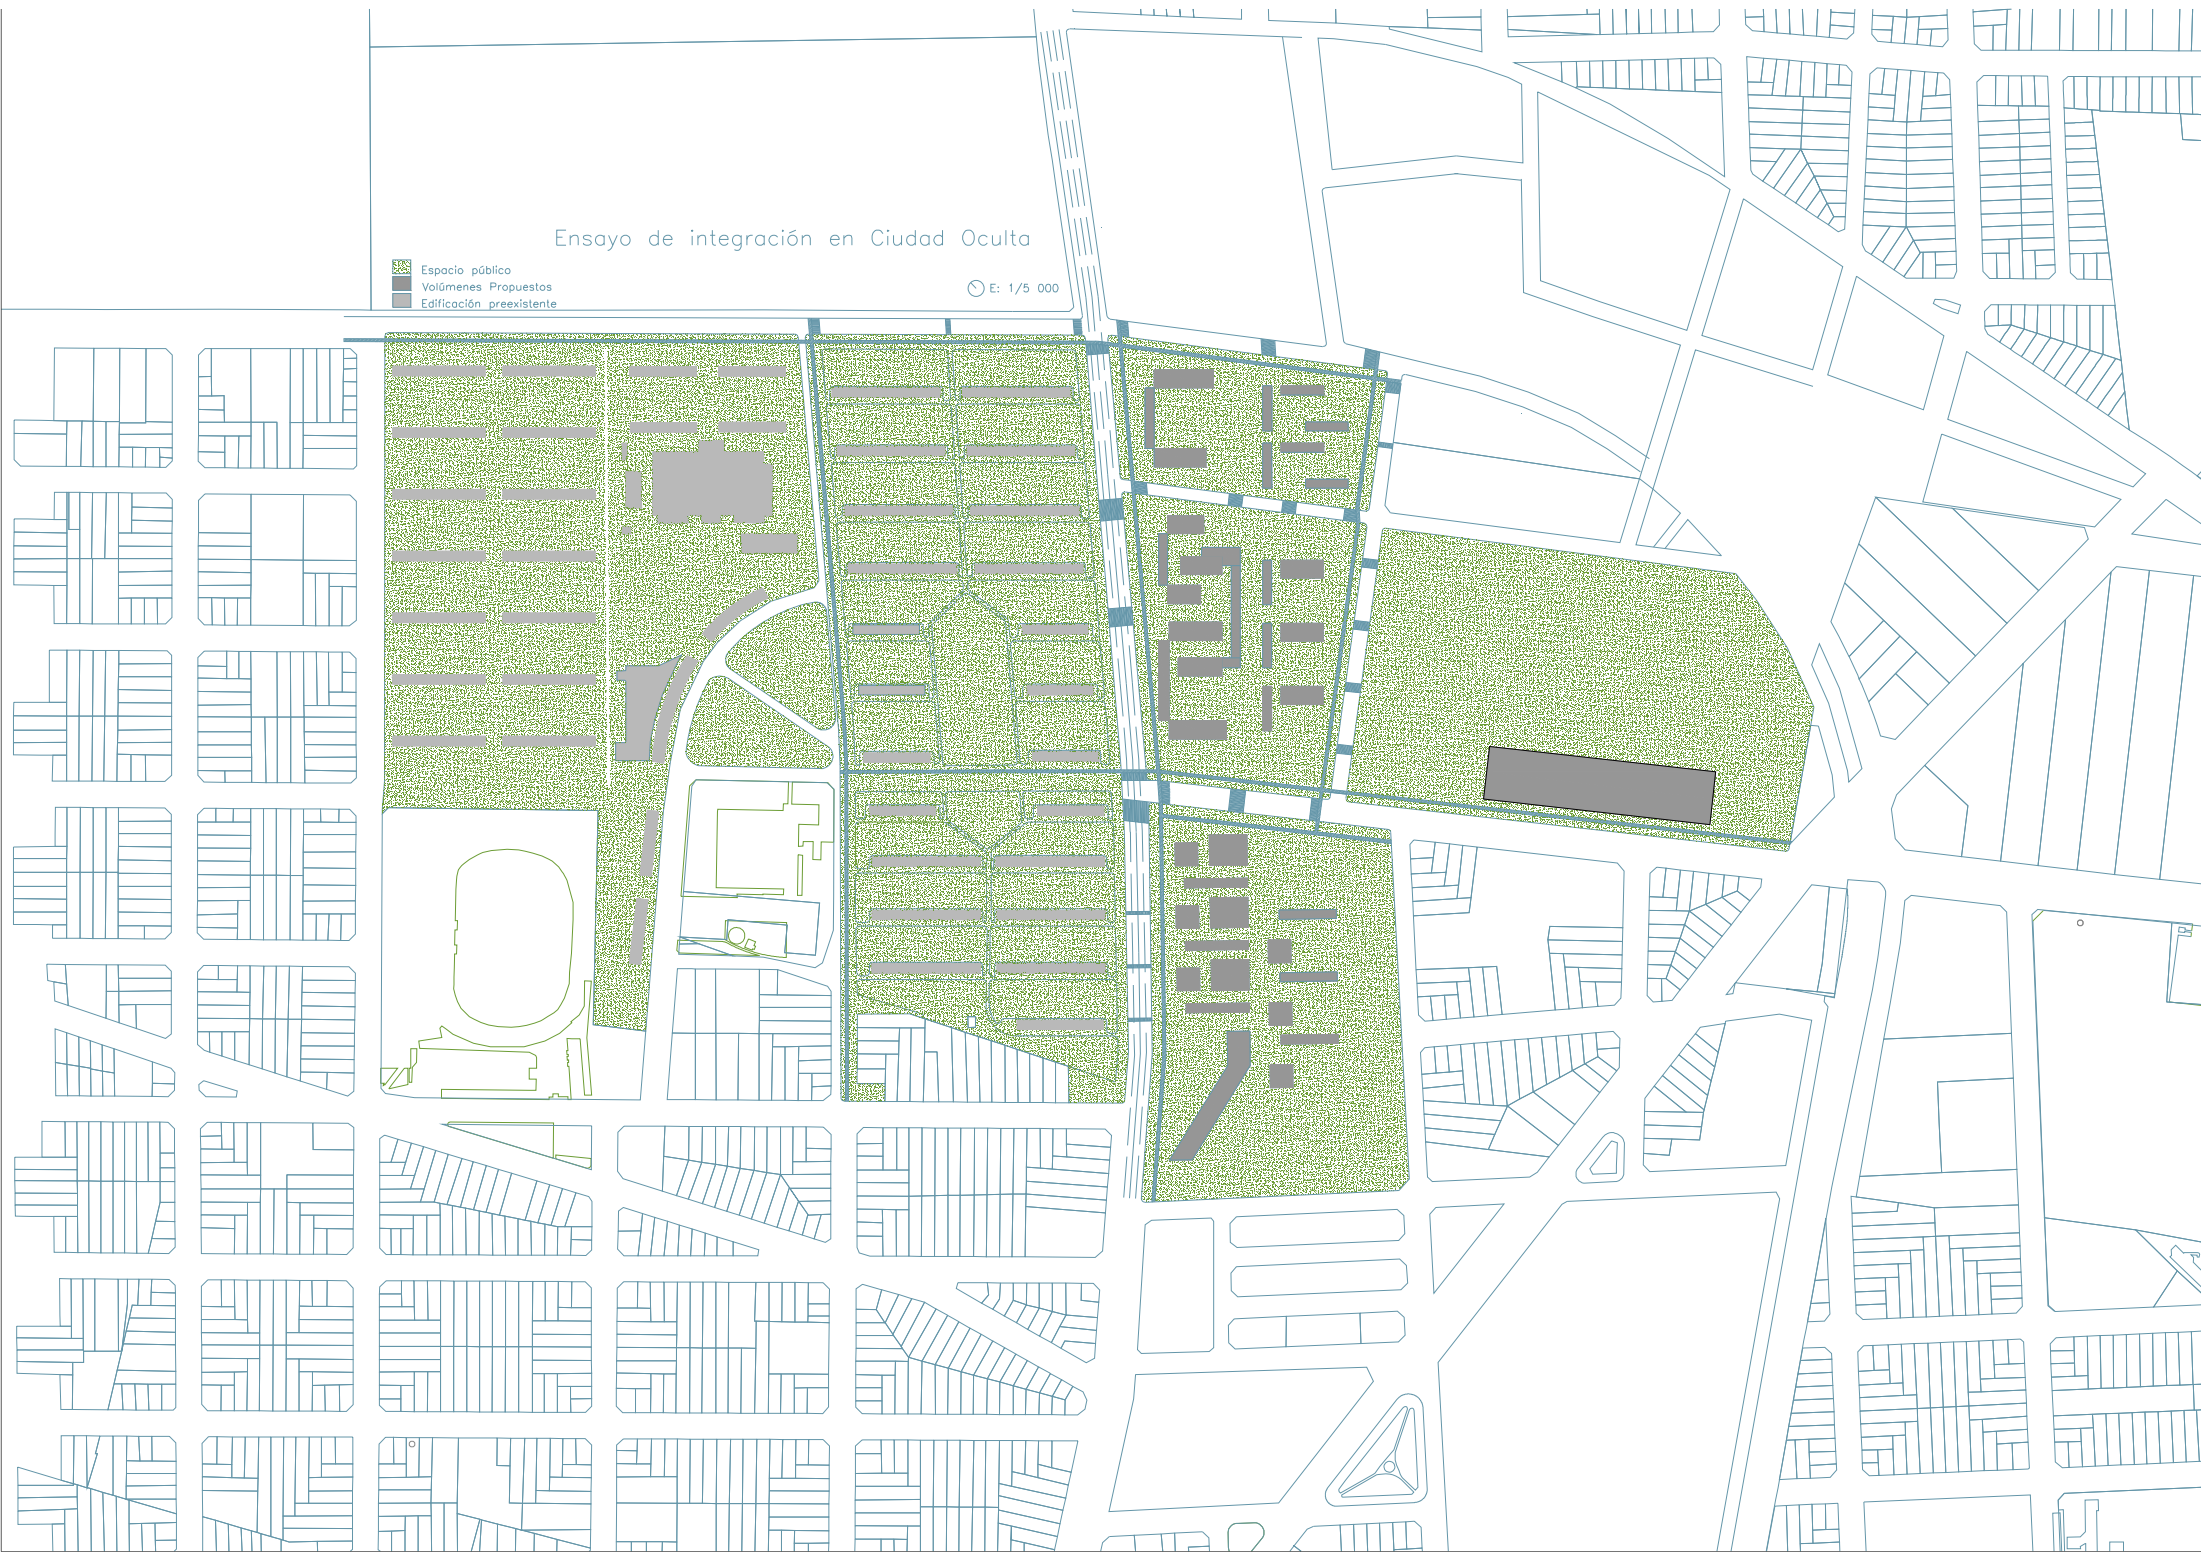 Ensayo de integración en Ciudad Oculta
Espacio público
Volúmenes Propuestos
Edificación preexistente
E: 1/5 000